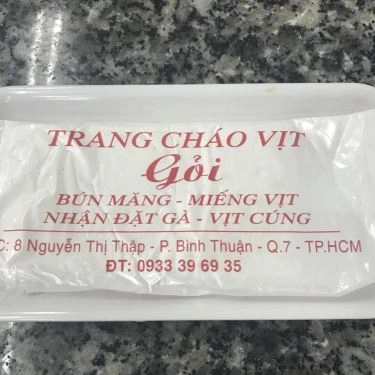 TRANG CHÁO VỊT
Gỏi
BÚN MĂNG - MIẾNG VỊT
NHẬN ĐẶT GÀ - VỊT CÚNG
C: 8 Nguyễn Thị Thập - P. Bình Thuận - Q.7 - TP.HCM
ĐT: 0933 39 69 35